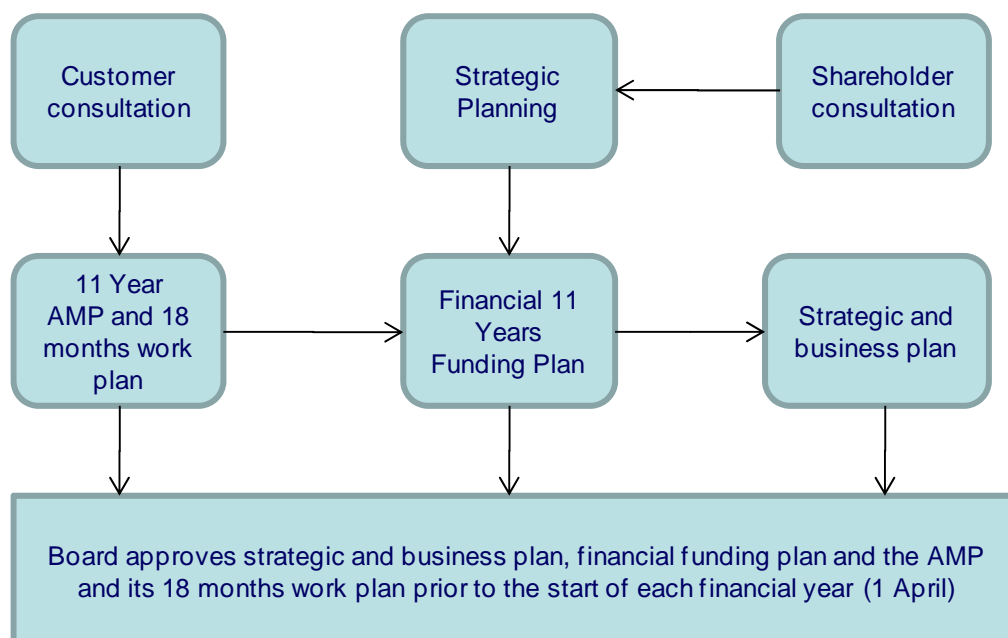 Customer
consultation
Strategic
Planning
Shareholder
consultation
11 Year
AMP and 18
months work
plan
Financial 11
Years
Funding Plan
Strategic and
business plan
Board approves strategic and business plan, financial funding plan and the AMP
and its 18 months work plan prior to the start of each financial year (1 April)